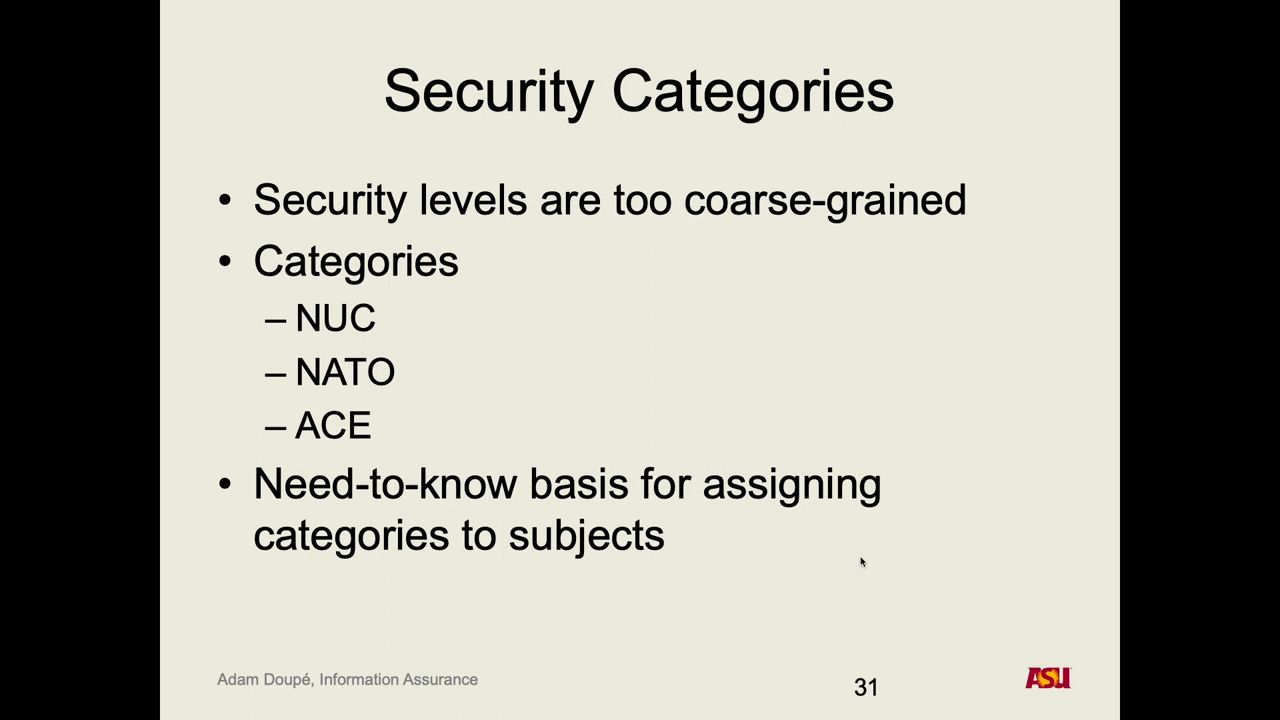 Security Categories
• Security levels are too coarse-grained
• Categories
– NUC
– NATO
– ACE
• Need-to-know basis for assigning
categories to subjects
Adam Doupé, Information Assurance
31
ASU